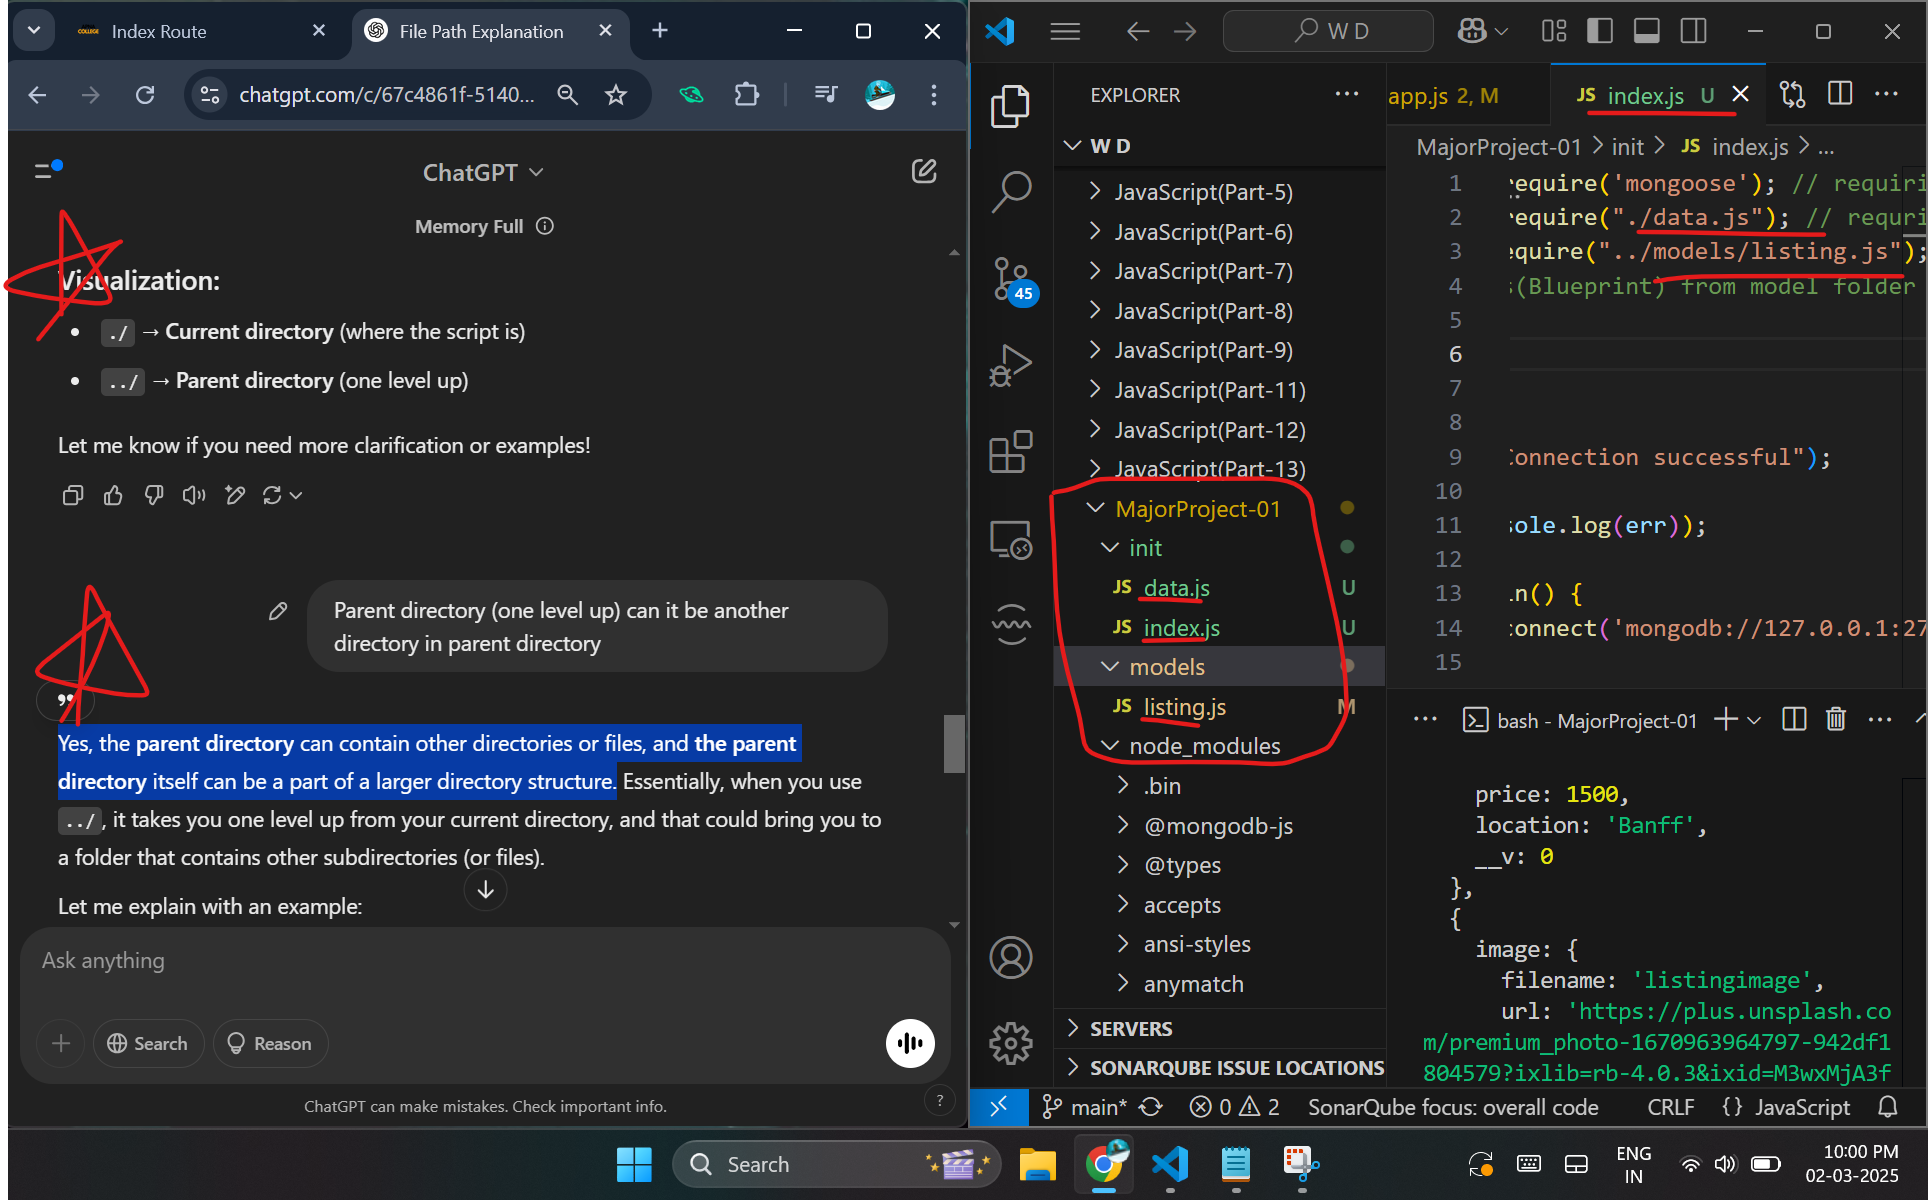 Index Route
File Path Explanation
chatgpt.com/c/67c4861f-5140...
ChatGPT
Memory Full
Visualization:
./ → Current directory (where the script is)
../ → Parent directory (one level up)
Let me know if you need more clarification or examples!
Parent directory (one level up) can it be another
directory in parent directory
Yes, the parent directory can contain other directories or files, and the parent
directory itself can be a part of a larger directory structure. Essentially, when you use
../, it takes you one level up from your current directory, and that could bring you to
a folder that contains other subdirectories (or files).
Let me explain with an example:
Ask anything
Search
Reason
ChatGPT can make mistakes. Check important info.
?
W D
EXPLORER
W D
JavaScript(Part-5)
JavaScript(Part-6)
JavaScript(Part-7)
JavaScript(Part-8)
JavaScript(Part-9)
JavaScript(Part-11)
JavaScript(Part-12)
JavaScript(Part-13)
MajorProject-01
init
JS data.js U
JS index.js U
models
JS listing.js M
node_modules
.bin
@mongodb-js
@types
accepts
ansi-styles
anymatch
SERVERS
SONARQUBE ISSUE LOCATIONS
45
app.js 2, M
JS index.js U
MajorProject-01 > init > JS index.js > ...
1 require('mongoose'); // requiri
2 require("./data.js"); // requrin
3 equire("../models/listing.js");
4 s(Blueprint) from model folder
5
6
7
8
9 Connection successful");
10
11 sole.log(err));
12
13 in() {
14 connect('mongodb://127.0.0.1:27
15
bash - MajorProject-01
price: 1500,
location: 'Banff',
__v: 0
},
{
image: {
filename: 'listingimage',
url: 'https://plus.unsplash.co
m/premium_photo-1670963964797-942df1
804579?ixlib=rb-4.0.3&ixid=M3wxMjA3f
main*
0
2
SonarQube focus: overall code
CRLF
{} JavaScript
Search
ENG
IN
10:00 PM
02-03-2025